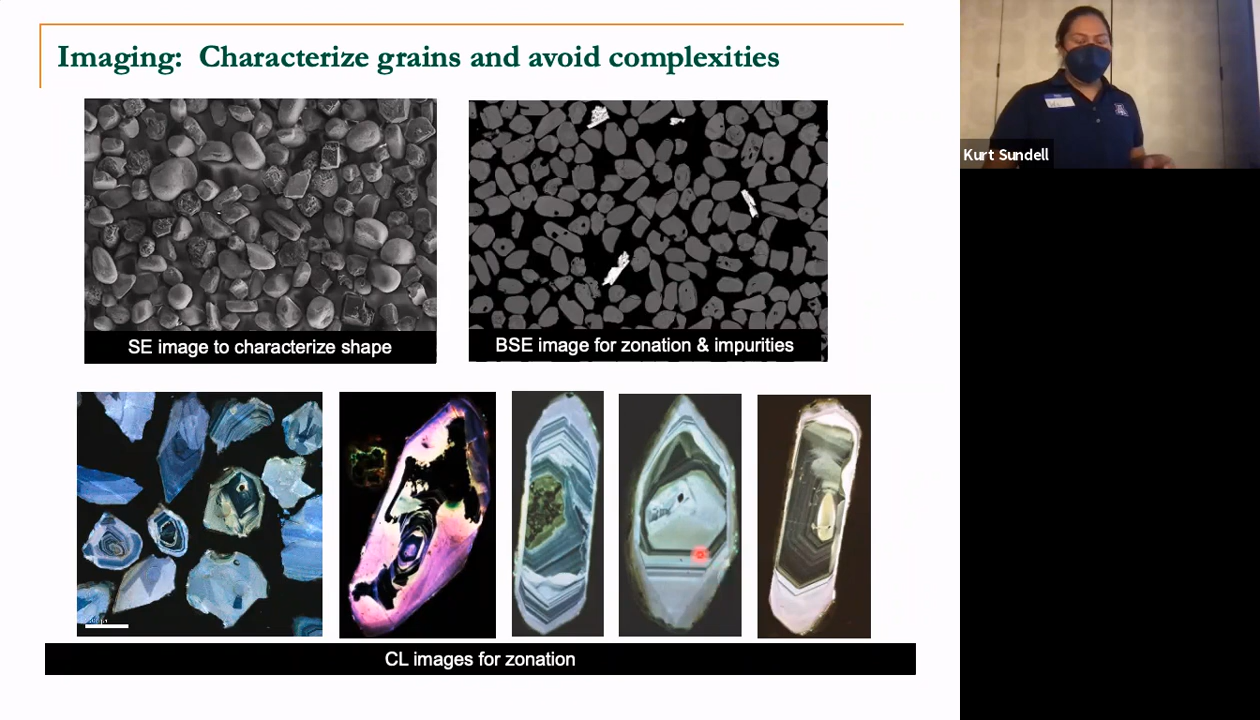 Imaging: Characterize grains and avoid complexities
SE image to characterize shape
BSE image for zonation & impurities
Kurt Sundell
CL images for zonation